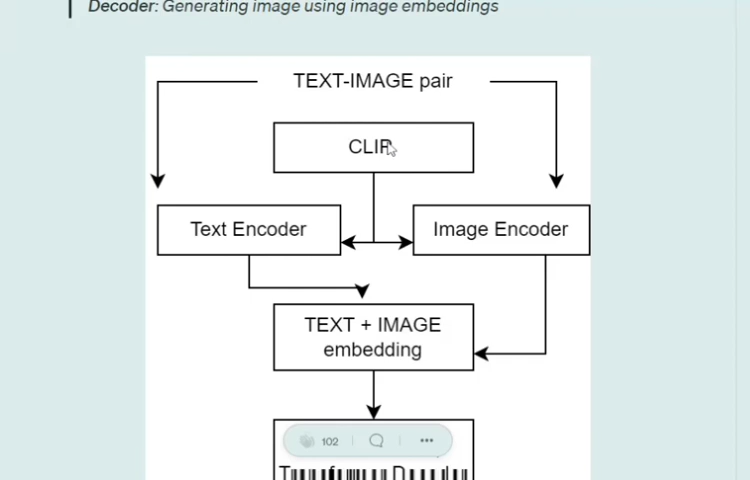 Decoder: Generating image using image embeddings
TEXT-IMAGE pair
CLIP
Text Encoder
Image Encoder
TEXT + IMAGE
embedding
102